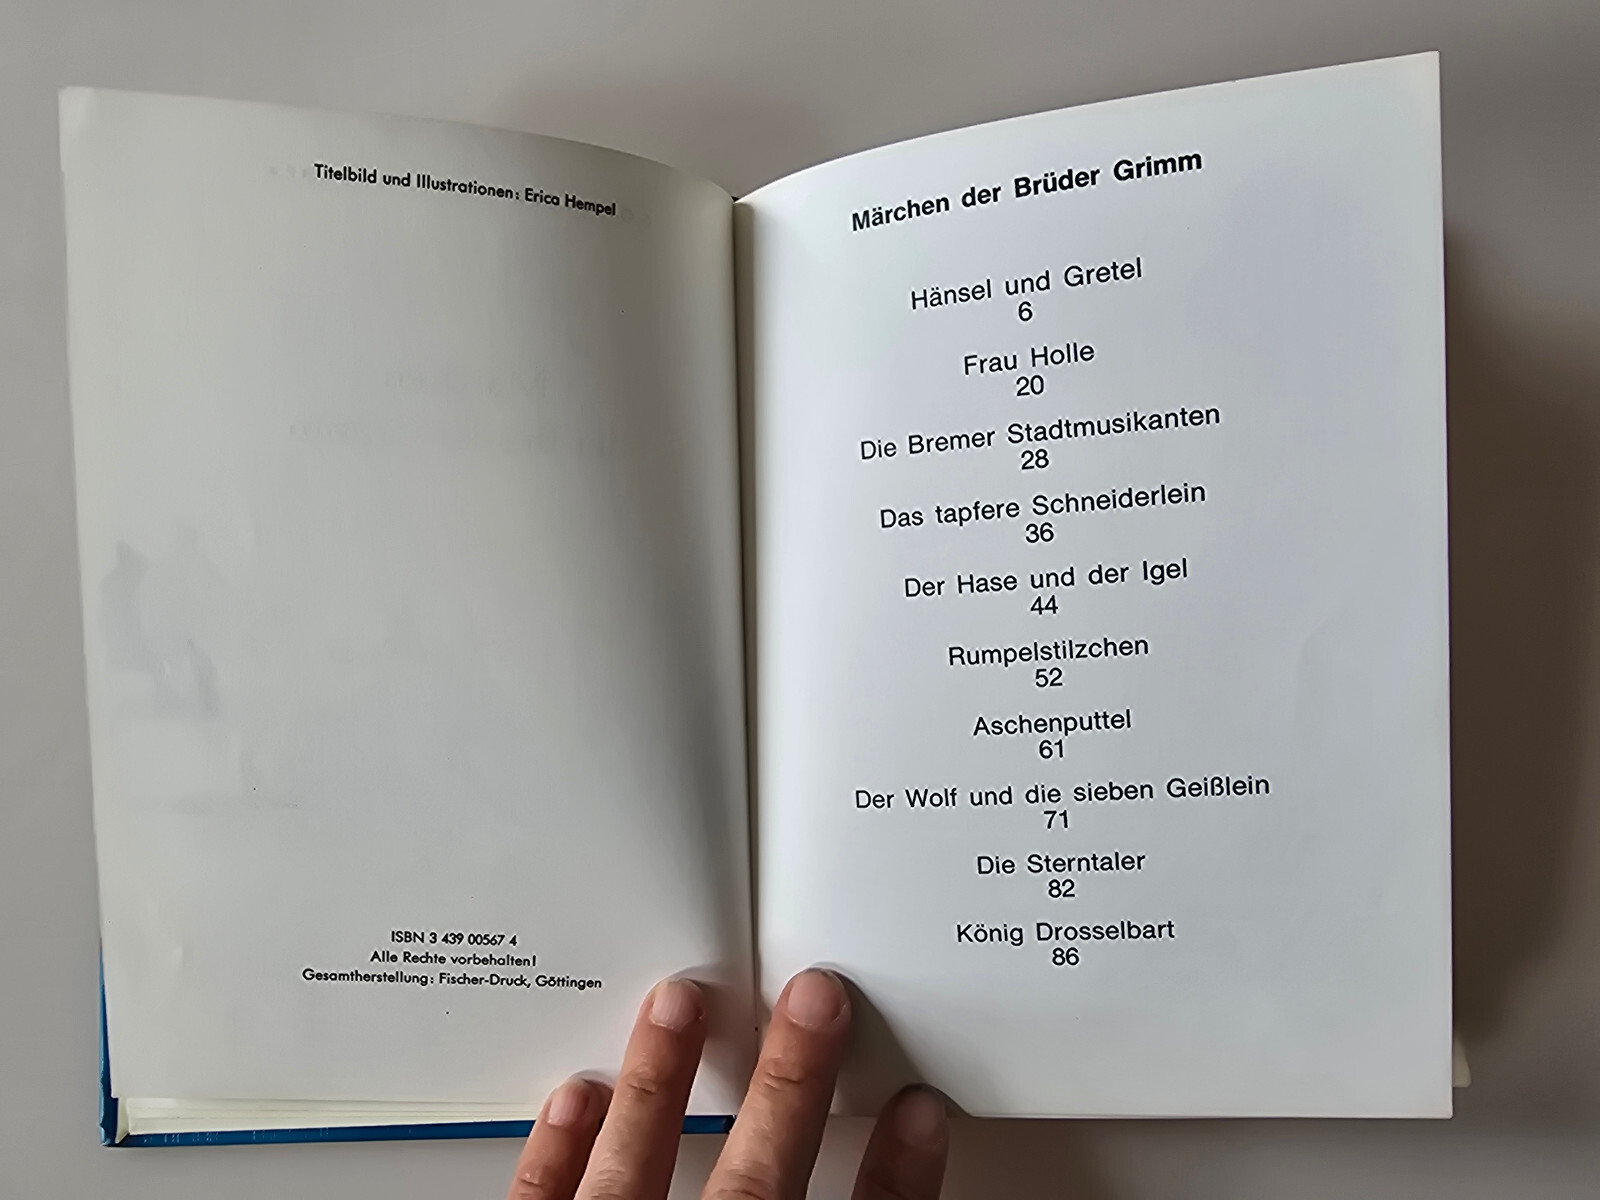 Titelbild und Illustrationen: Erica Hempel
ISBN 3 439 00567 4
Alle Rechte vorbehalten!
Gesamtherstellung: Fischer-Druck, Göttingen
Märchen der Brüder Grimm
Hänsel und Gretel
6
Frau Holle
20
Die Bremer Stadtmusikanten
28
Das tapfere Schneiderlein
36
Der Hase und der Igel
44
Rumpelstilzchen
52
Aschenputtel
61
Der Wolf und die sieben Geißlein
71
Die Sterntaler
82
König Drosselbart
86